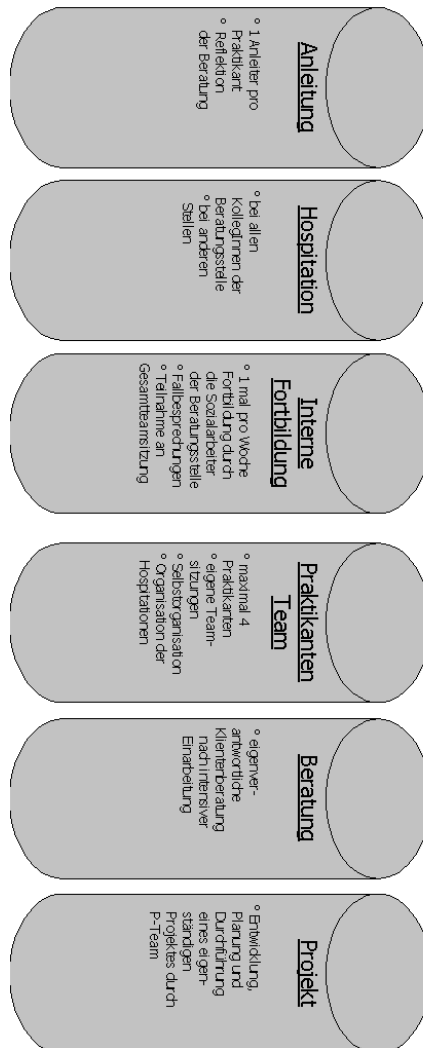 Anleitung
° 1 Anleiter pro
Praktikant
° Reflektion
der Beratung
Hospitation
° bei allen
KollegInnen der
Beratungsstelle
° bei anderen
Stellen
Interne
Fortbildung
° 1 mal pro Woche
Fortbildung durch
die Sozialarbeiter
der Beratungsstelle
° Fallbesprechungen
° Teilnahme an
Gesamtteamsitzung
Praktikanten
Team
° maximal 4
Praktikanten
° eigene Team-
sitzungen
° Selbstorganisation
° Organisation der
Hospitationen
Beratung
° eigenver-
antwortliche
Klientenberatung
nach intensiver
Einarbeitung
Projekt
° Entwicklung,
Planung und
Durchführung
eines eigen-
ständigen
Projektes durch
P-Team